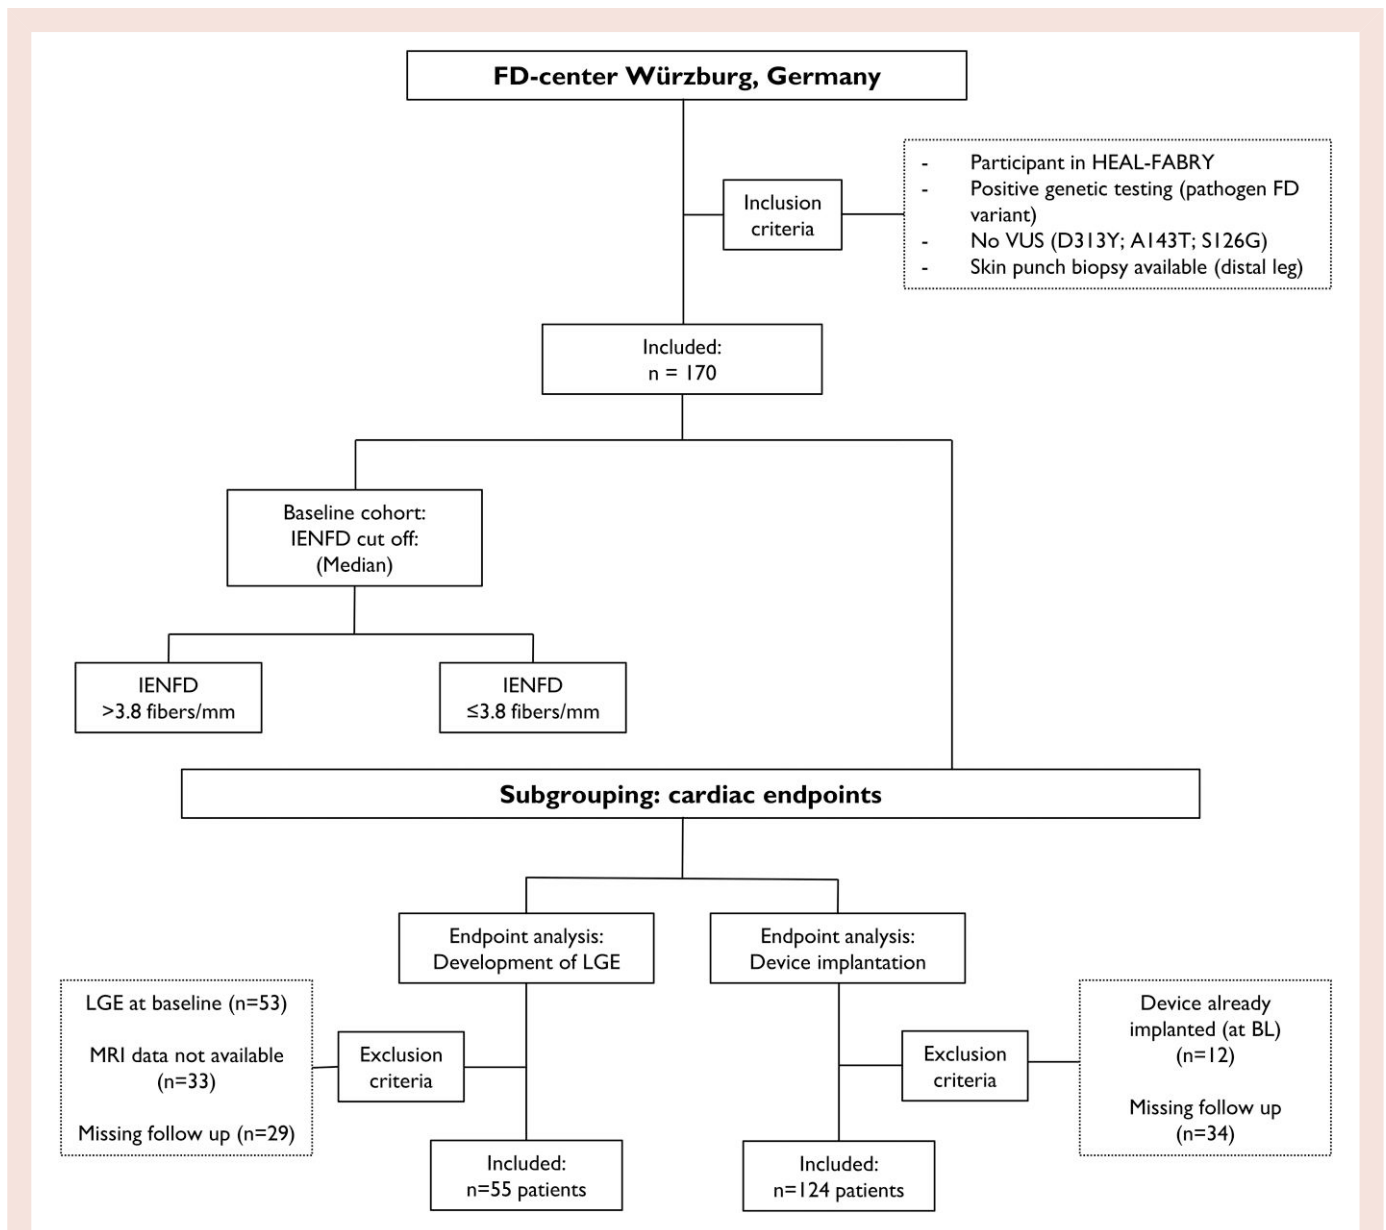 FD-center Würzburg, Germany
Inclusion
criteria
- Participant in HEAL-FABRY
- Positive genetic testing (pathogen FD
variant)
- No VUS (D313Y; A143T; S126G)
- Skin punch biopsy available (distal leg)
Included:
n = 170
Baseline cohort:
IENFD cut off:
(Median)
IENFD
>3.8 fibers/mm
IENFD
≤3.8 fibers/mm
Subgrouping: cardiac endpoints
Endpoint analysis:
Development of LGE
Endpoint analysis:
Device implantation
LGE at baseline (n=53)
MRI data not available
(n=33)
Missing follow up (n=29)
Exclusion
criteria
Exclusion
criteria
Device already
implanted (at BL)
(n=12)
Missing follow up
(n=34)
Included:
n=55 patients
Included:
n=124 patients